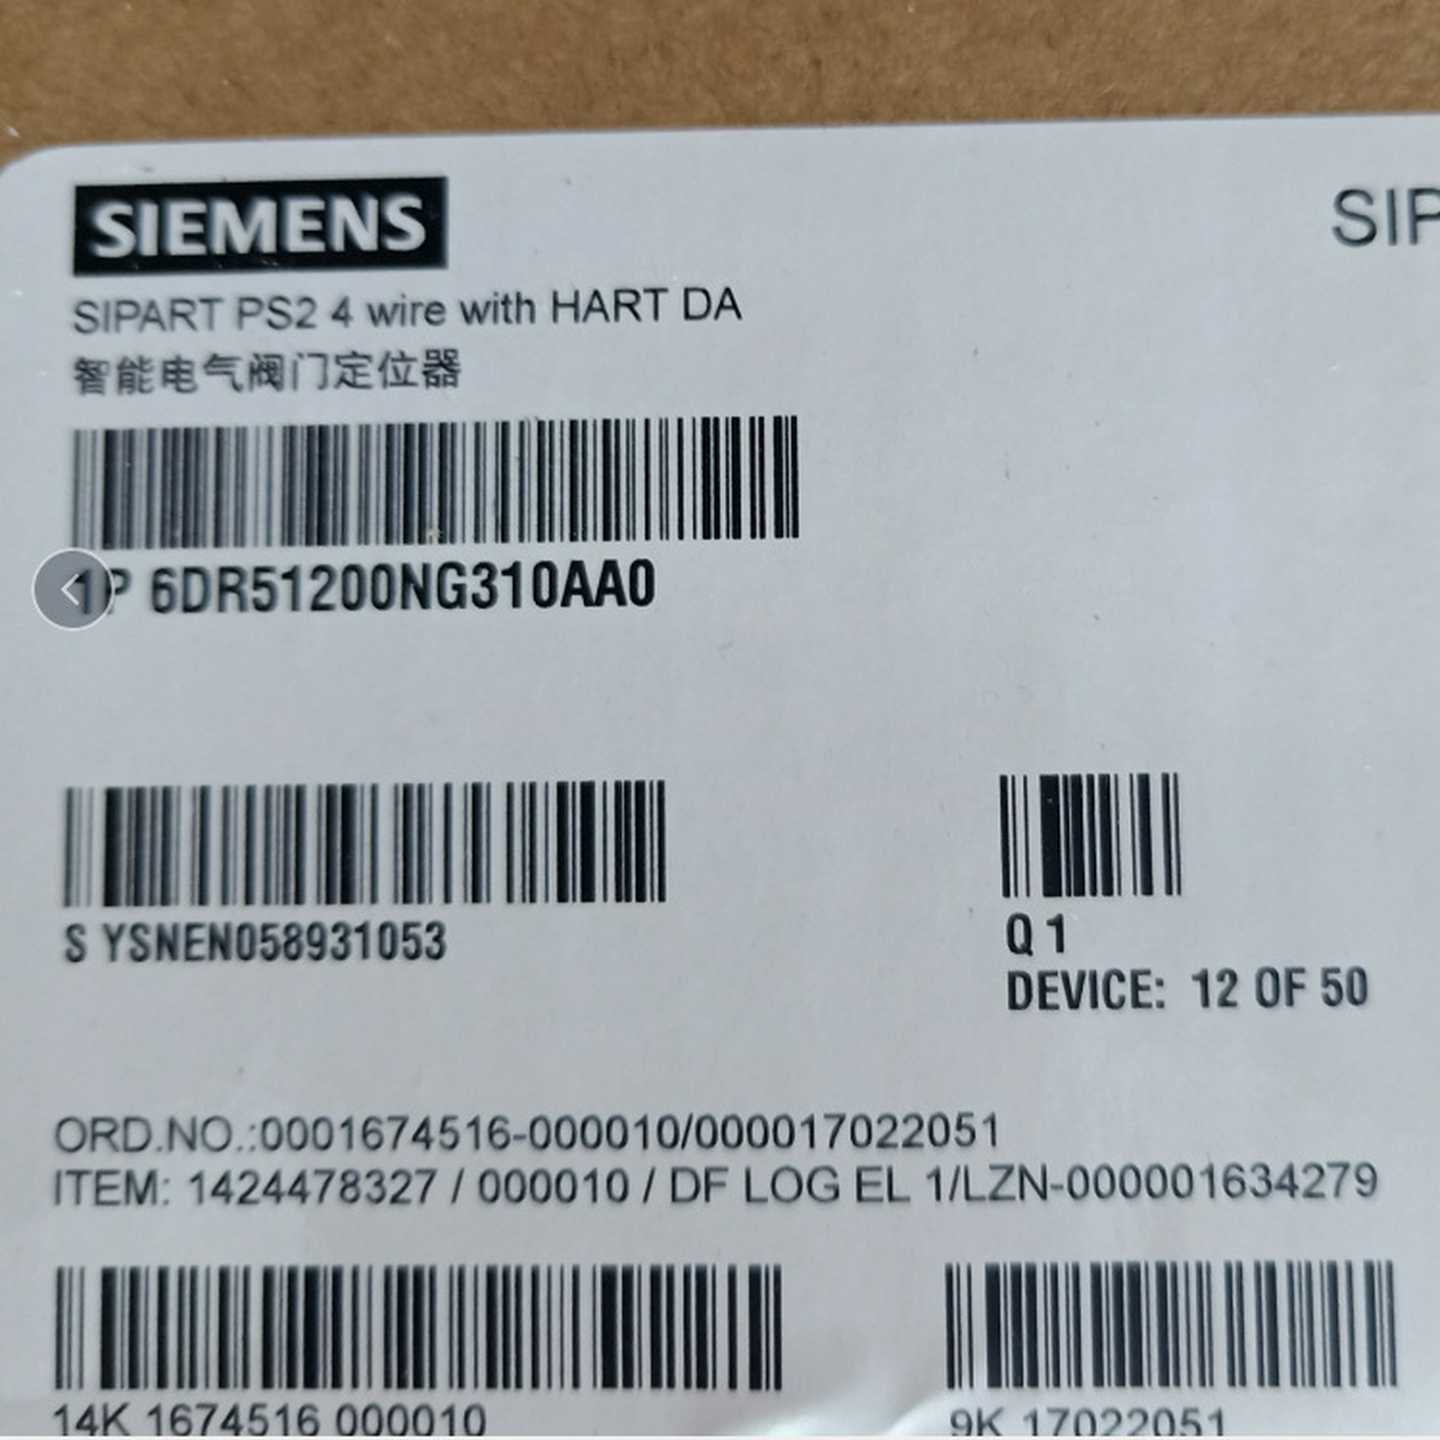 SIEMENS
SIP
SIPART PS2 4 wire with HART DA
智能电气阀门定位器
1P 6DR51200NG310AA0
S YSNEN058931053
Q 1
DEVICE: 12 OF 50
ORD.NO.:0001674516-000010/000017022051
ITEM: 1424478327 / 000010 / DF LOG EL 1/LZN-000001634279
14K 1674516 000010
9K 17022051